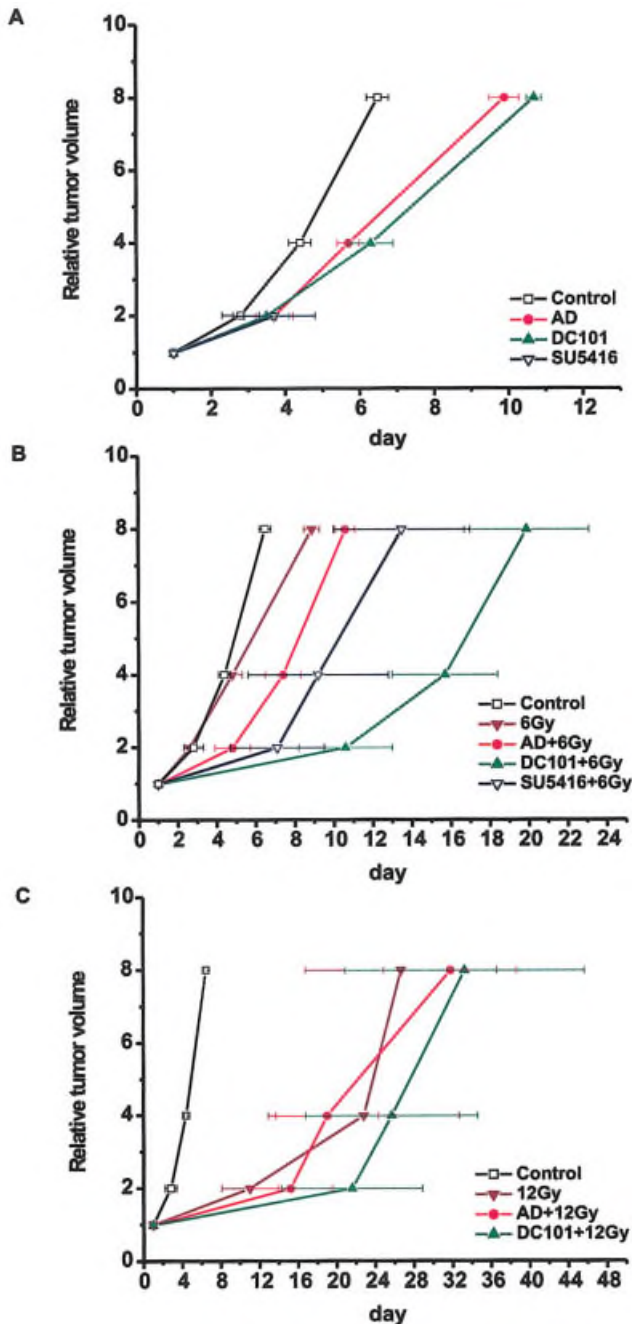 A
Relative tumor volume
10
8
6
4
2
0
Control
AD
DC101
SU5416
0 2 4 6 8 10 12
day
B
Relative tumor volume
10
8
6
4
2
0
Control
6Gy
AD+6Gy
DC101+6Gy
SU5416+6Gy
0 2 4 6 8 10 12 14 16 18 20 22 24
day
C
Relative tumor volume
10
8
6
4
2
0
Control
12Gy
AD+12Gy
DC101+12Gy
0 4 8 12 16 20 24 28 32 36 40 44 48
day